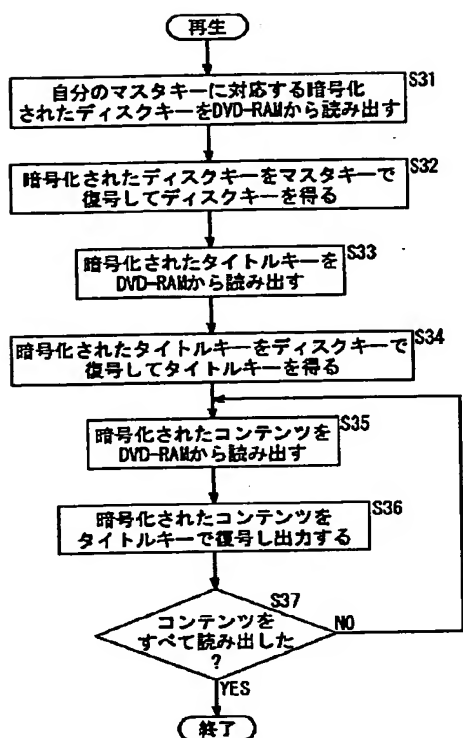 再生
S31
自分のマスタキーに対応する暗号化
されたディスクキーをDVD-RAMから読み出す
S32
暗号化されたディスクキーをマスタキーで
復号してディスクキーを得る
S33
暗号化されたタイトルキーを
DVD-RAMから読み出す
S34
暗号化されたタイトルキーをディスクキーで
復号してタイトルキーを得る
S35
暗号化されたコンテンツを
DVD-RAMから読み出す
S36
暗号化されたコンテンツを
タイトルキーで復号し出力する
S37
コンテンツを
すべて読み出した
?
NO
YES
終了